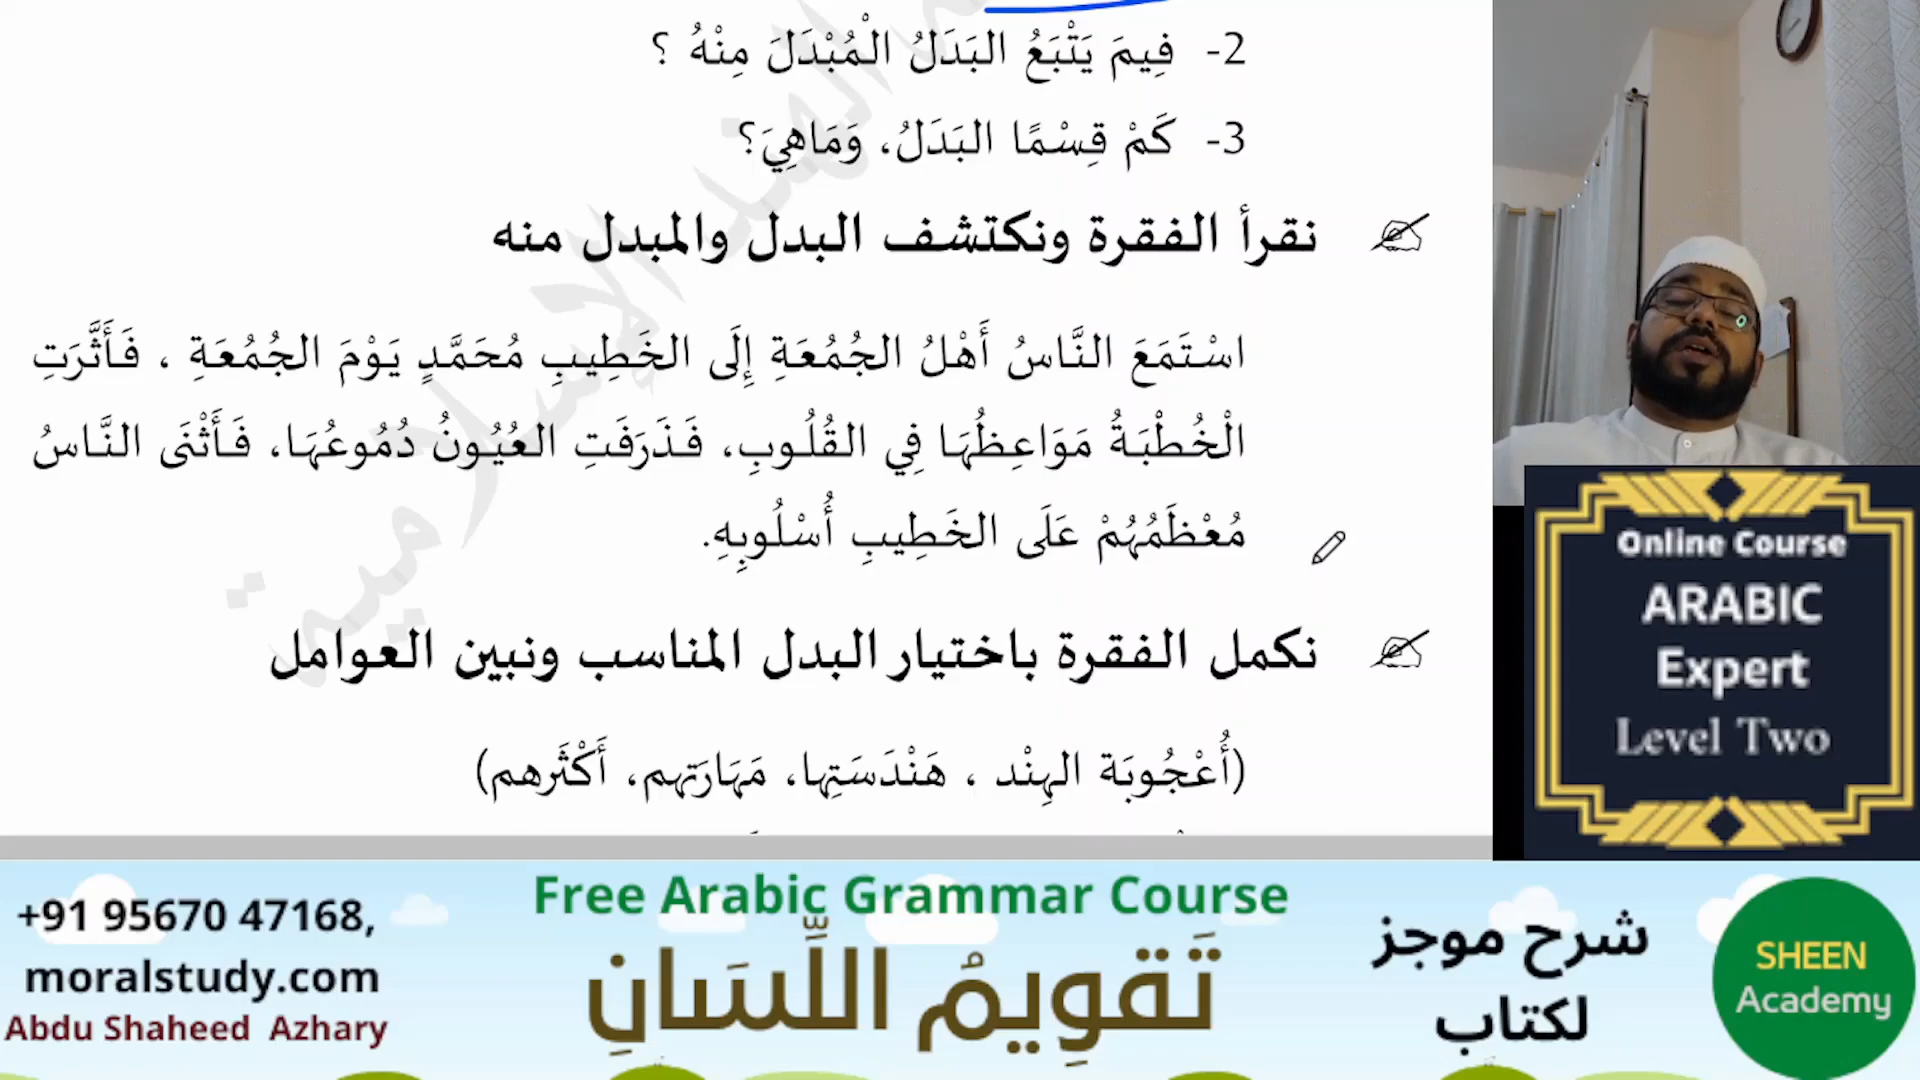 2- فِيمَ يَتْبَعُ البَدَلُ الْمُبْدَلَ مِنْهُ ؟
3- كَمْ قِسْمًا البَدَلُ، وَمَاهِيَ؟
نقرأ الفقرة ونكتشف البدل والمبدل منه
اسْتَمَعَ النَّاسُ أَهْلُ الجُمُعَةِ إِلَى الخَطِيبِ مُحَمَّدٍ يَوْمَ الجُمُعَةِ ، فَأَثَّرَتِ
الْخُطْبَةُ مَوَاعِظُهَا فِي القُلُوبِ، فَذَرَفَتِ العُيُونُ دُمُوعُهَا، فَأَثْنَى النَّاسُ
مُعْظَمُهُمْ عَلَى الخَطِيبِ أُسْلُوبِهِ.
نكمل الفقرة باختيار البدل المناسب ونبين العوامل
(أُعْجُوبَة الهِنْد ، هَنْدَسَتِها، مَهَارَتهم، أَكْثَرهم)
Online Course
ARABIC
Expert
Level Two
+91 95670 47168,
moralstudy.com
Abdu Shaheed Azhary
Free Arabic Grammar Course
تَقويمُ اللِّسَانِ
شرح موجز
لكتاب
SHEEN
Academy